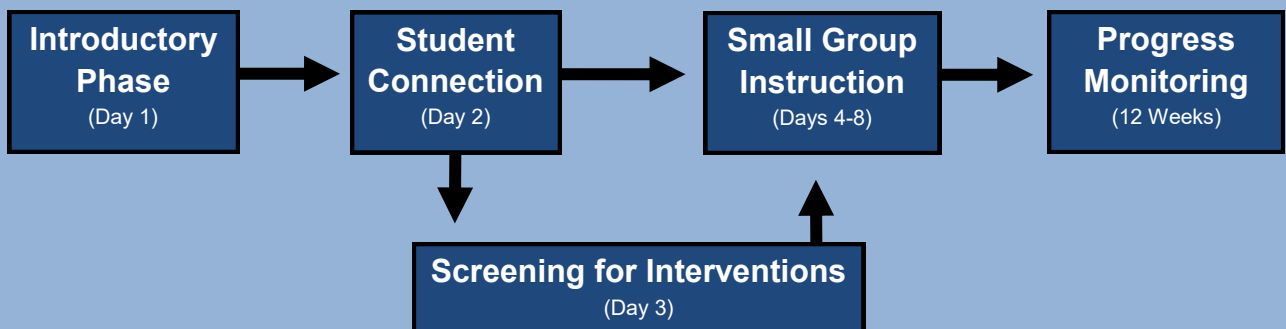 Introductory
Phase
(Day 1)
Student
Connection
(Day 2)
Small Group
Instruction
(Days 4-8)
Progress
Monitoring
(12 Weeks)
Screening for Interventions
(Day 3)